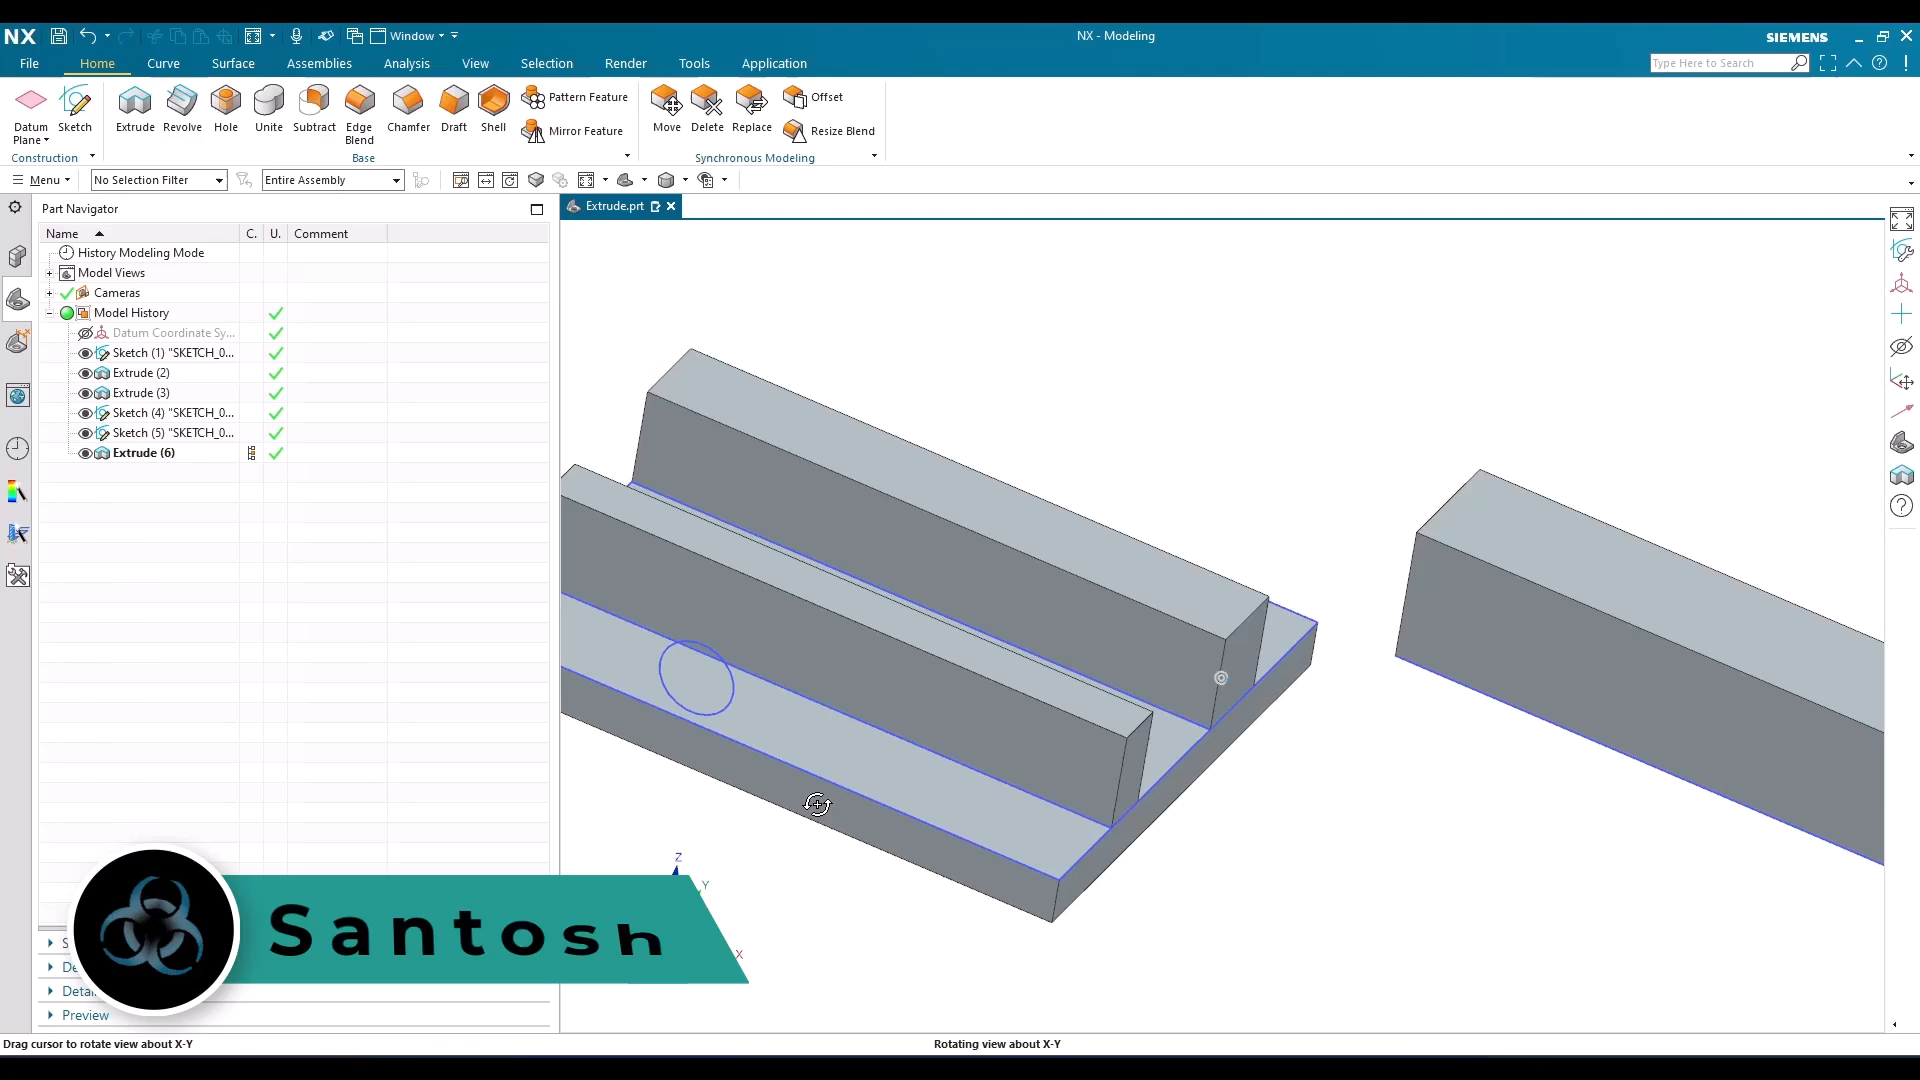 NX
Window
NX - Modeling
SIEMENS
File
Home
Curve
Surface
Assemblies
Analysis
View
Selection
Render
Tools
Application
Type Here to Search
Datum
Plane
Sketch
Extrude
Revolve
Hole
Unite
Subtract
Edge
Blend
Chamfer
Draft
Shell
Pattern Feature
Mirror Feature
Move
Delete
Replace
Offset
Resize Blend
Construction
Base
Synchronous Modeling
Menu
No Selection Filter
Entire Assembly
Part Navigator
Extrude.prt
Name
C.
U.
Comment
History Modeling Mode
Model Views
Cameras
Model History
Datum Coordinate Sy...
Sketch (1) "SKETCH_0...
Extrude (2)
Extrude (3)
Sketch (4) "SKETCH_0...
Sketch (5) "SKETCH_0...
Extrude (6)
Z
Y
X
Santosh
Preview
Drag cursor to rotate view about X-Y
Rotating view about X-Y